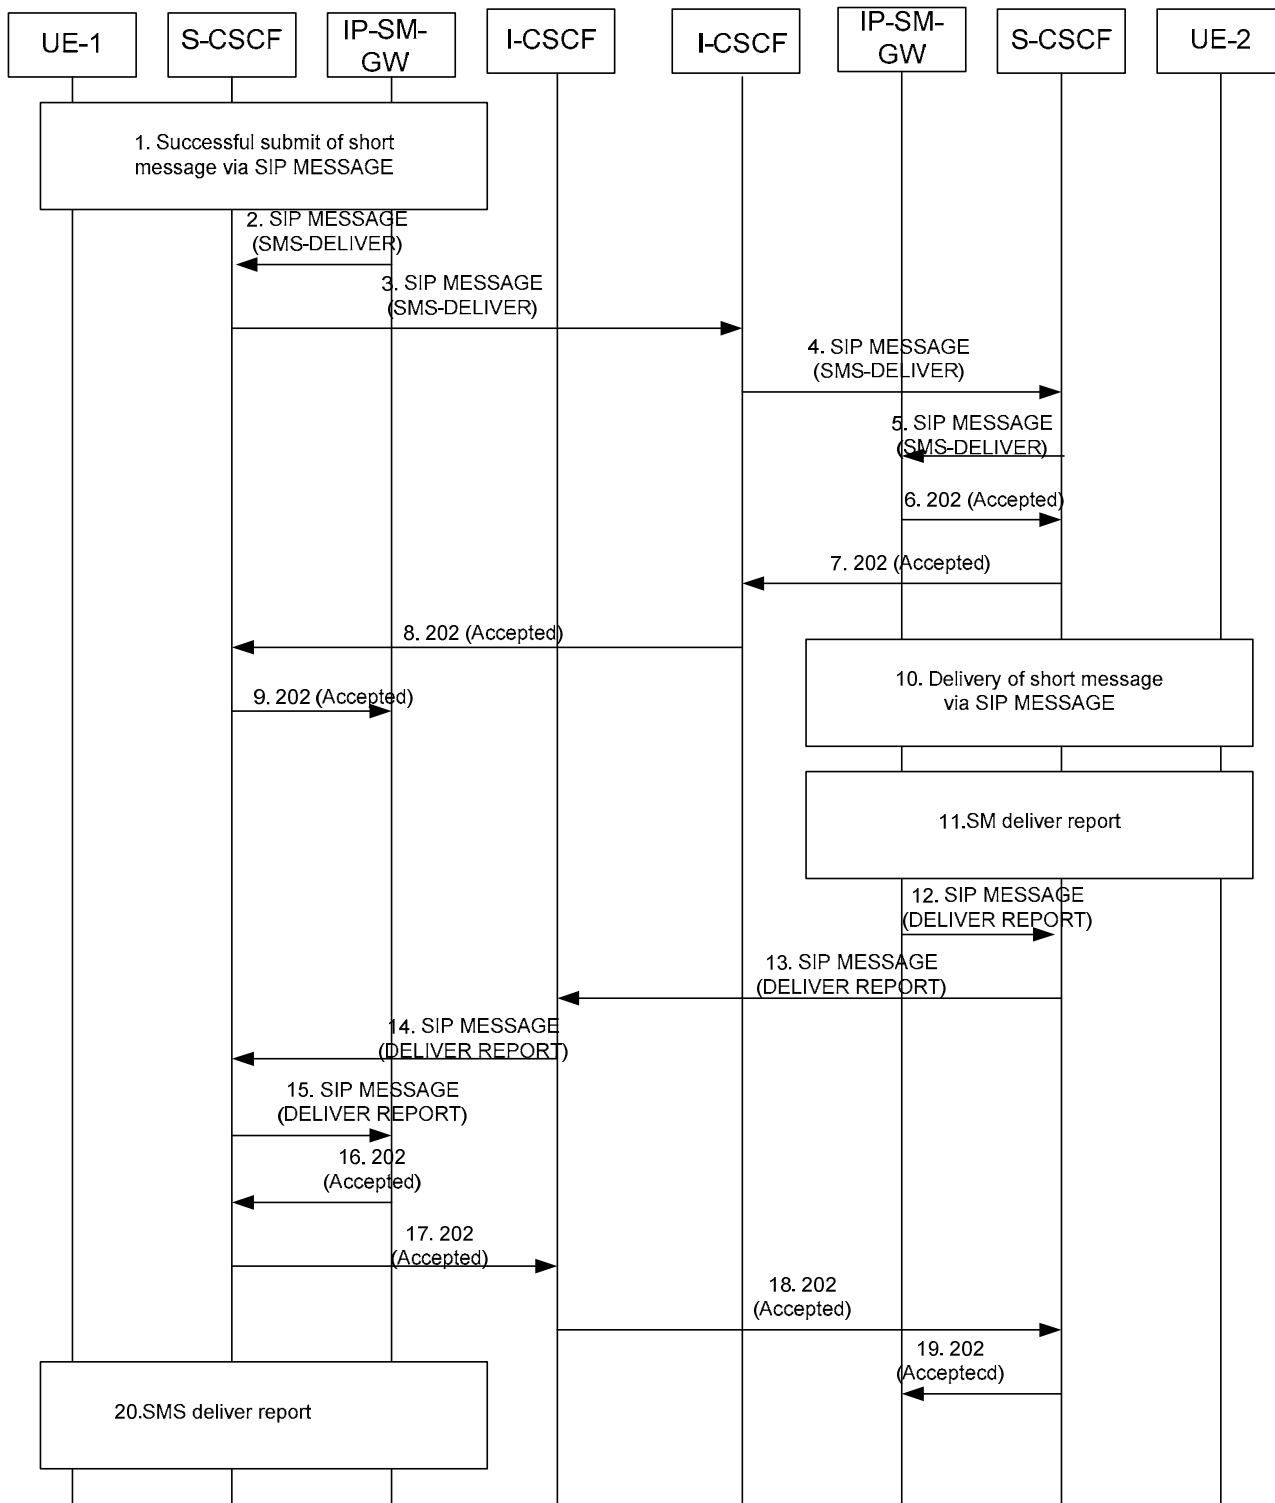 UE-1
S-CSCF
IP-SM-
GW
I-CSCF
I-CSCF
IP-SM-
GW
S-CSCF
UE-2
1. Successful submit of short
message via SIP MESSAGE
2. SIP MESSAGE
(SMS-DELIVER)
3. SIP MESSAGE
(SMS-DELIVER)
4. SIP MESSAGE
(SMS-DELIVER)
5. SIP MESSAGE
(SMS-DELIVER)
6. 202 (Accepted)
7. 202 (Accepted)
8. 202 (Accepted)
9. 202 (Accepted)
10. Delivery of short message
via SIP MESSAGE
11.SM deliver report
12. SIP MESSAGE
(DELIVER REPORT)
13. SIP MESSAGE
(DELIVER REPORT)
14. SIP MESSAGE
(DELIVER REPORT)
15. SIP MESSAGE
(DELIVER REPORT)
16. 202
(Accepted)
17. 202
(Accepted)
18. 202
(Accepted)
19. 202
(Acceptecd)
20.SMS deliver report